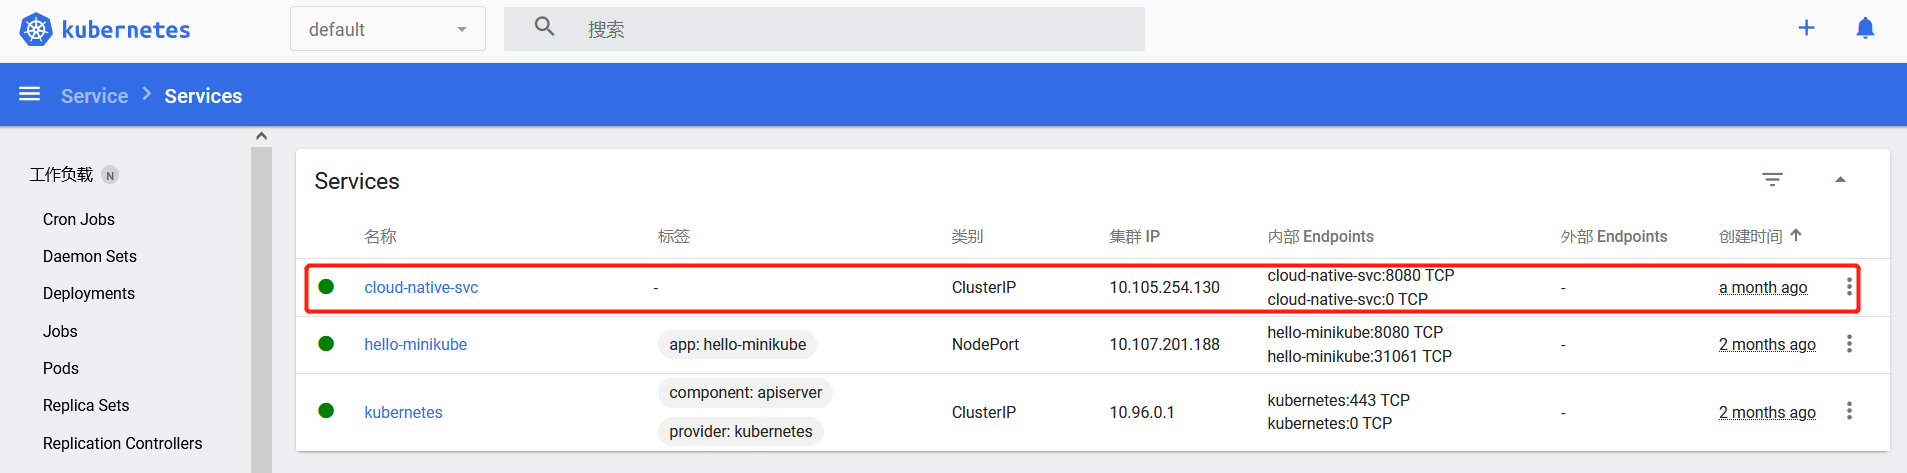 kubernetes
default
搜索
Service
Services
工作负载 N
Cron Jobs
Daemon Sets
Deployments
Jobs
Pods
Replica Sets
Replication Controllers
Services
名称 标签 类别 集群 IP 内部 Endpoints 外部 Endpoints 创建时间
cloud-native-svc - ClusterIP 10.105.254.130 cloud-native-svc:8080 TCP - a month ago
cloud-native-svc:0 TCP
hello-minikube app: hello-minikube NodePort 10.107.201.188 hello-minikube:8080 TCP - 2 months ago
hello-minikube:31061 TCP
kubernetes component: apiserver ClusterIP 10.96.0.1 kubernetes:443 TCP - 2 months ago
provider: kubernetes kubernetes:0 TCP